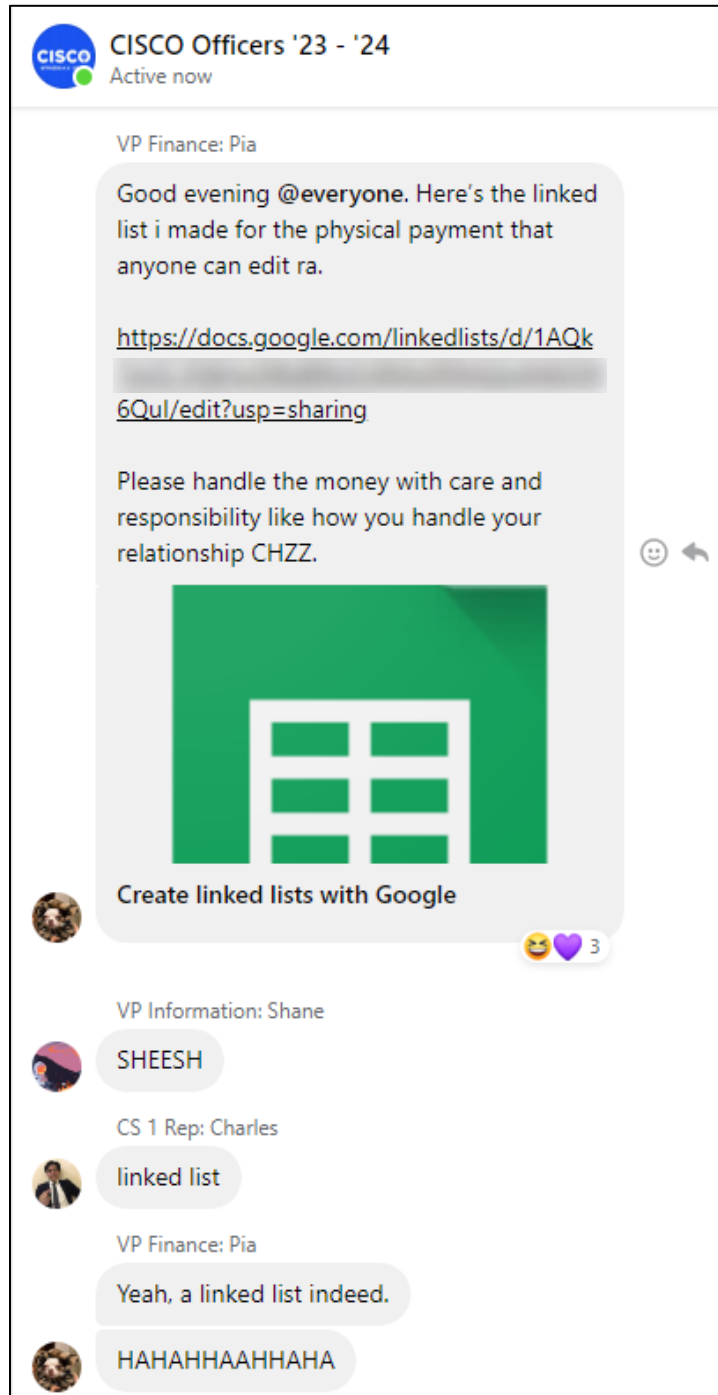 CISCO
CISCO Officers '23 - '24
Active now
VP Finance: Pia
Good evening @everyone. Here's the linked
list i made for the physical payment that
anyone can edit ra.
https://docs.google.com/linkedlists/d/1AQk
6Qul/edit?usp=sharing
Please handle the money with care and
responsibility like how you handle your
relationship CHZZ.
Create linked lists with Google
3
VP Information: Shane
SHEESH
CS 1 Rep: Charles
linked list
VP Finance: Pia
Yeah, a linked list indeed.
HAHAHHAAHHAHA